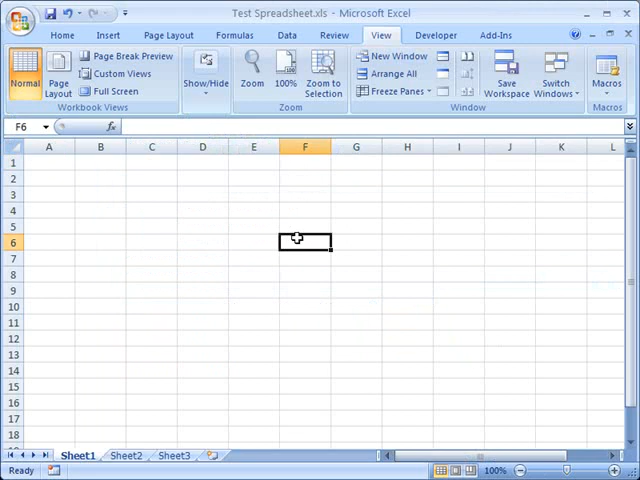 Test Spreadsheet.xls - Microsoft Excel
Home Insert Page Layout Formulas Data Review View Developer Add-Ins
Normal
Page Layout
Page Break Preview
Custom Views
Full Screen
Workbook Views
Show/Hide
Zoom
100%
Zoom to Selection
Zoom
New Window
Arrange All
Freeze Panes
Save Workspace
Switch Windows
Window
Macros
Macros
F6 fx
A B C D E F G H I J K L
1
2
3
4
5
6
7
8
9
10
11
12
13
14
15
16
17
18
Sheet1 Sheet2 Sheet3
Ready 100%